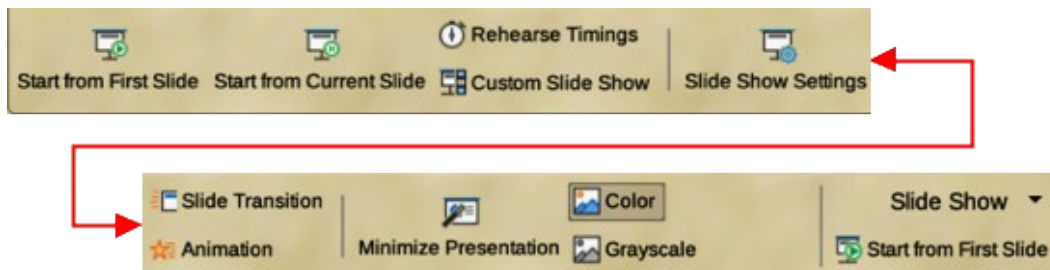 Rehearse Timings
Start from First Slide Start from Current Slide Custom Slide Show Slide Show Settings
Slide Transition Color Slide Show
Animation Minimize Presentation Grayscale Start from First Slide